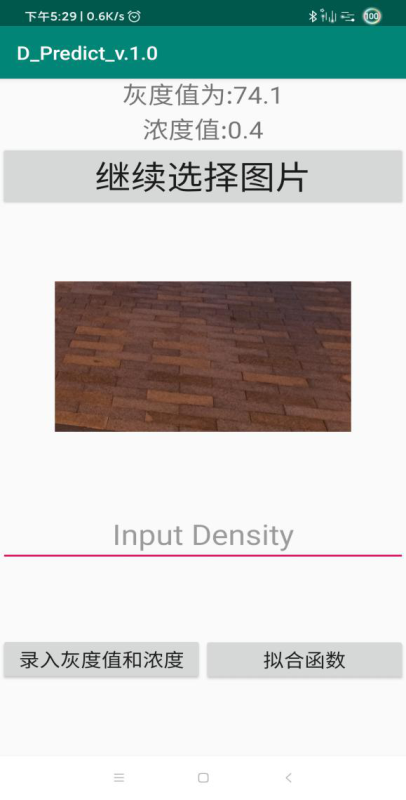 下午5:29 | 0.6K/s
100
D_Predict_v.1.0
灰度值为:74.1
浓度值:0.4
继续选择图片
Input Density
录入灰度值和浓度
拟合函数